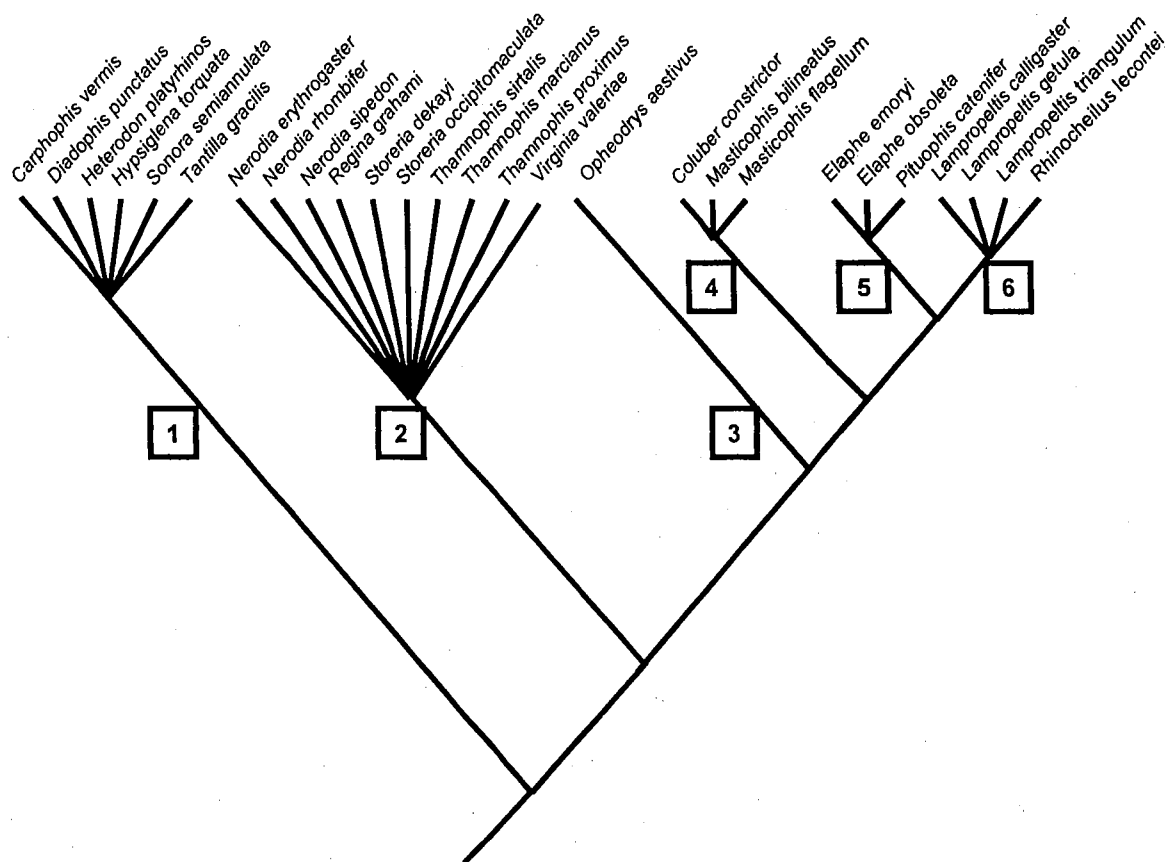 Carphophis vermis
Diadophis punctatus
Heterodon platyrhinos
Hypsiglena torquata
Sonora semiannulata
Tantilla gracilis
Nerodia erythrogaster
Nerodia rhombifer
Nerodia sipedon
Regina grahami
Storeria dekayi
Storeria occipitomaculata
Thamnophis sirtalis
Thamnophis marcianus
Thamnophis proximus
Virginia valeriae
Opheodrys aestivus
Coluber constrictor
Masticophis bilineatus
Masticophis flagellum
Elaphe emoryi
Elaphe obsoleta
Pituophis catenifer
Lampropeltis calligaster
Lampropeltis getula
Lampropeltis triangulum
Rhinocheilus lecontei
4
5
6
1
2
3